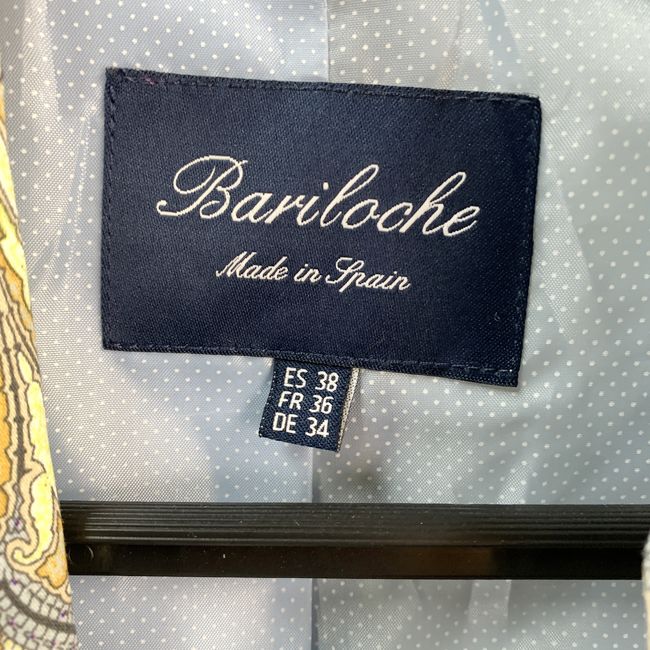 Bariloche
Made in Spain
ES 38
FR 36
DE 34